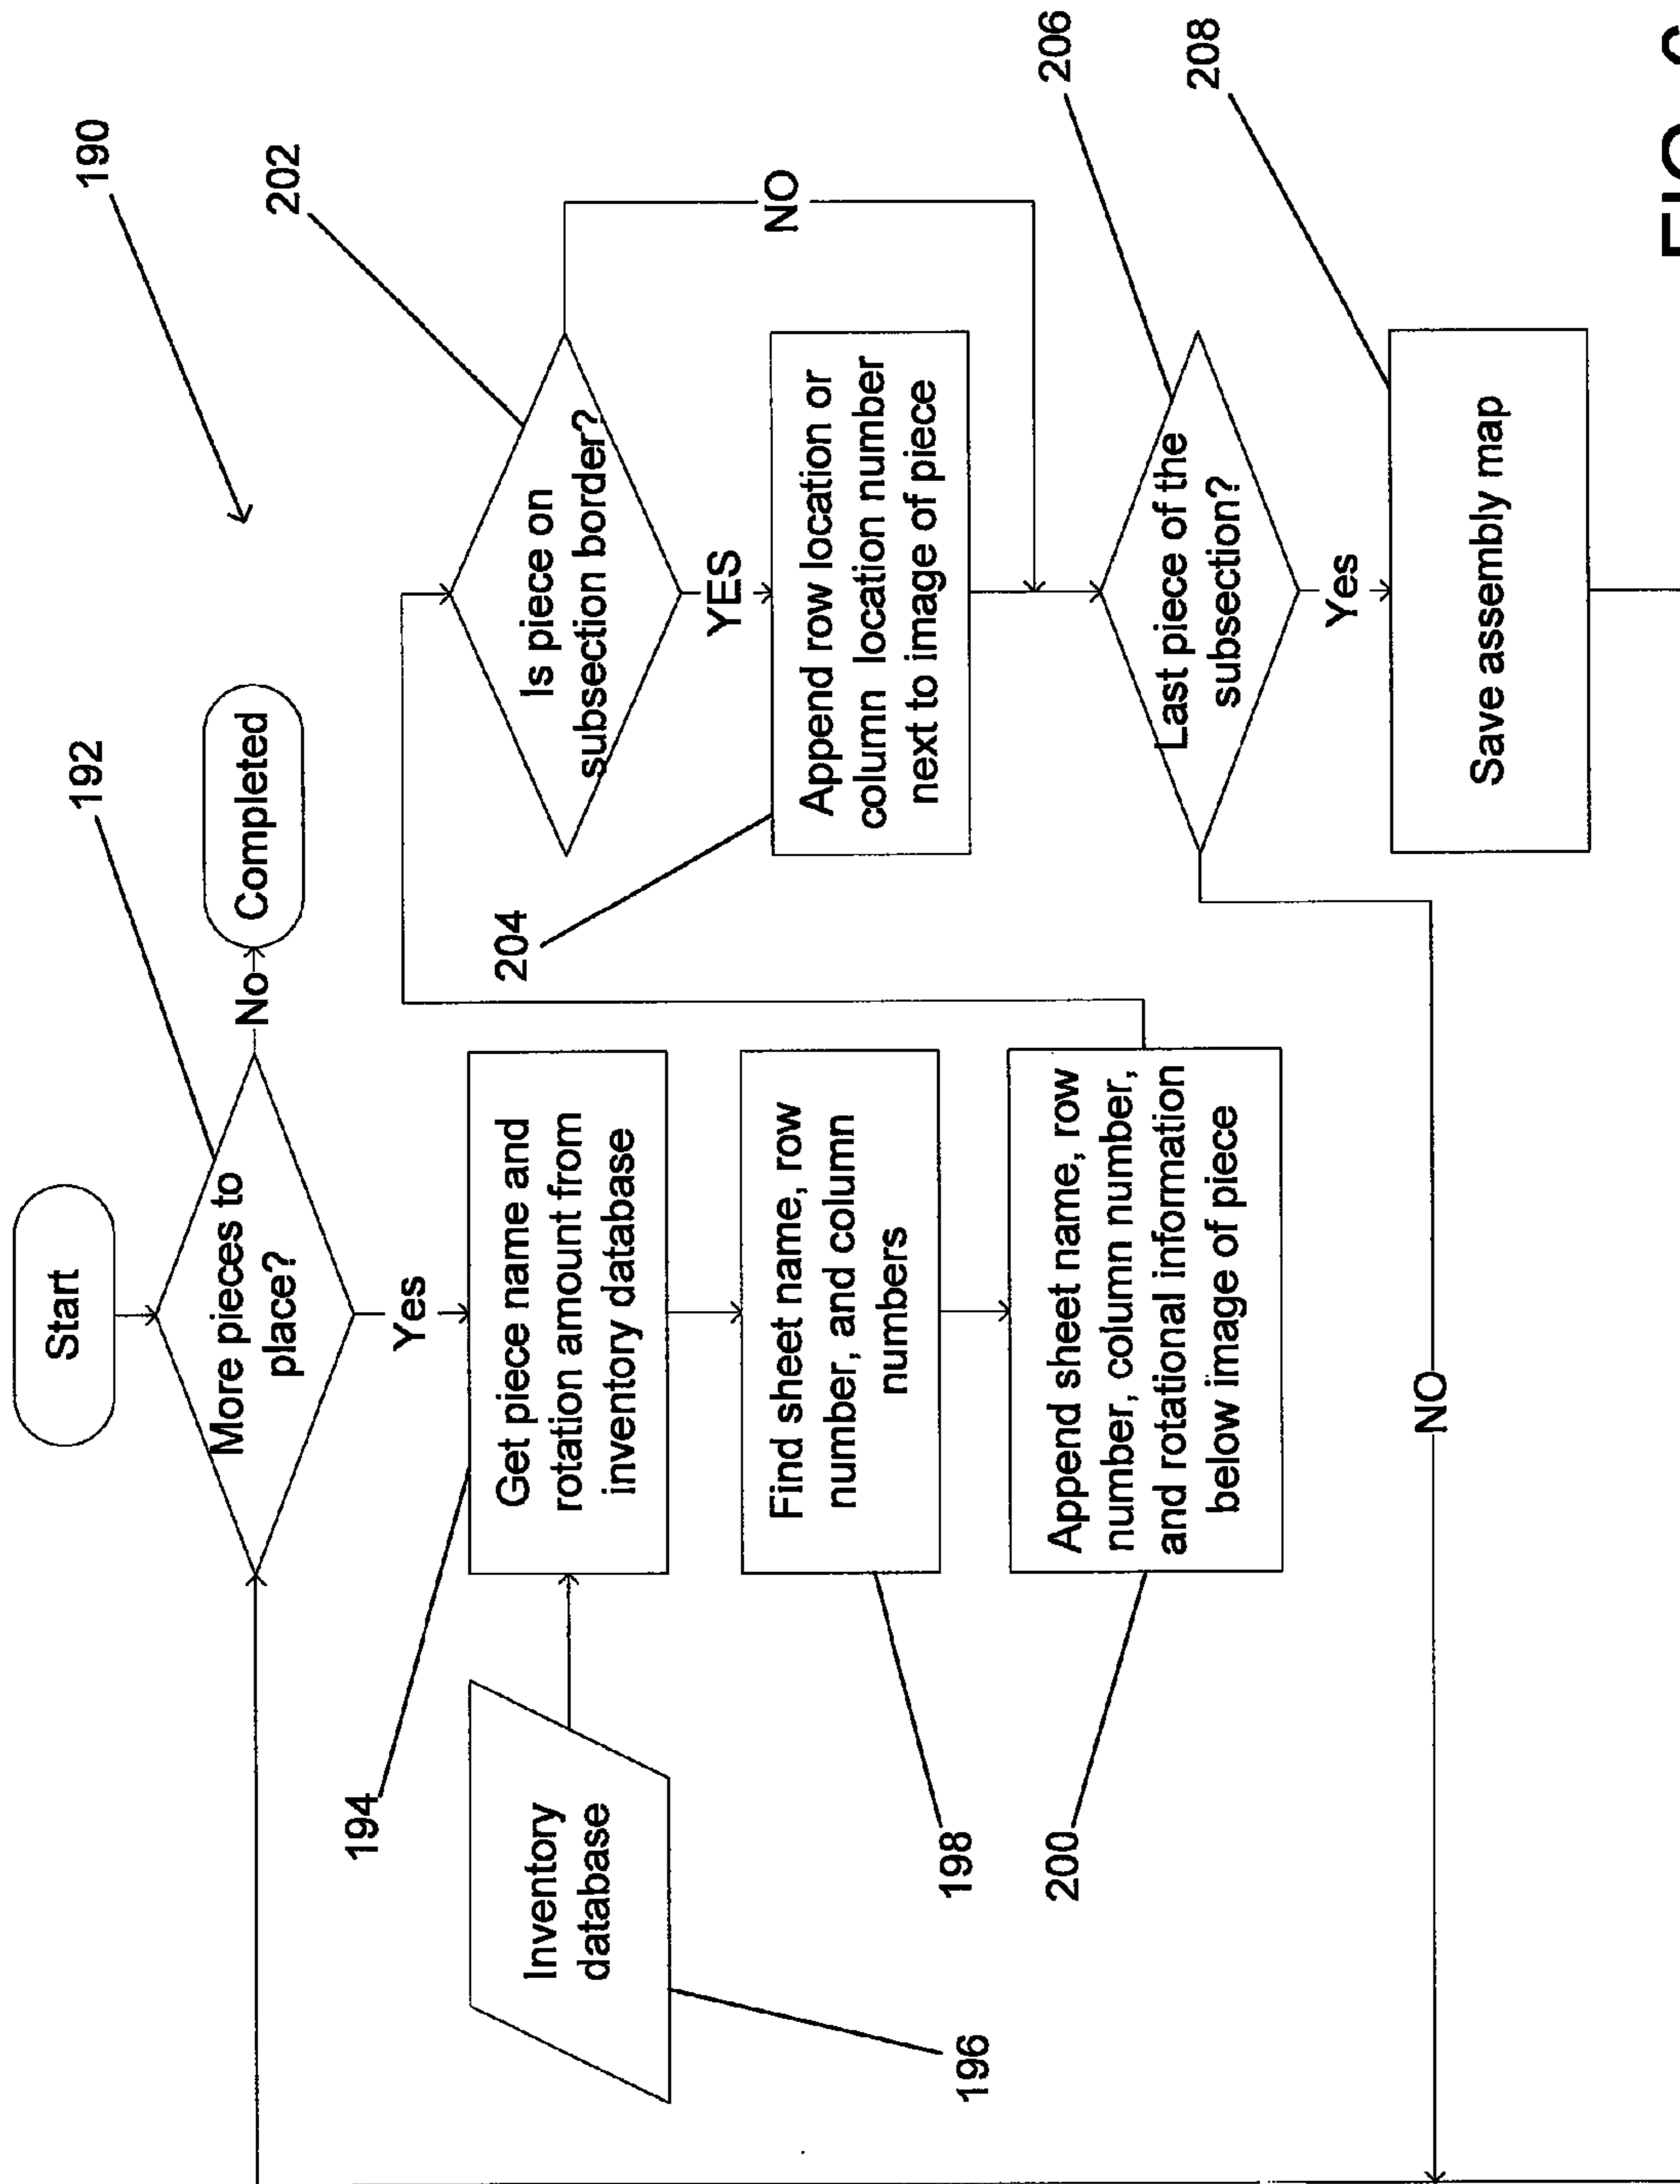 190
Start
192
More pieces to
place?
No
Completed
Yes
194
Get piece name and
rotation amount from
inventory database
Inventory
database
196
198
Find sheet name, row
number, and column
numbers
200
Append sheet name, row
number, column number,
and rotational information
below image of piece
202
Is piece on
subsection border?
NO
YES
204
Append row location or
column location number
next to image of piece
206
Last piece of the
subsection?
NO
Yes
208
Save assembly map